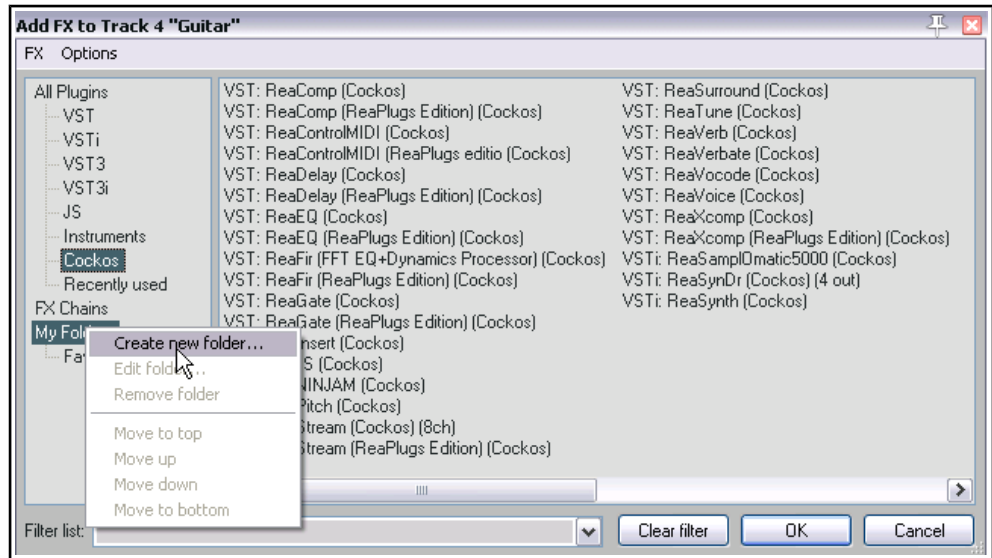 Add FX to Track 4 "Guitar"
FX Options
All Plugins
VST
VSTi
VST3
VST3i
JS
Instruments
Cockos
Recently used
FX Chains
My Fol
Fa
VST: ReaComp (Cockos)
VST: ReaComp (ReaPlugs Edition) (Cockos)
VST: ReaControlMIDI (Cockos)
VST: ReaControlMIDI (ReaPlugs editio (Cockos)
VST: ReaDelay (Cockos)
VST: ReaDelay (ReaPlugs Edition) (Cockos)
VST: ReaEQ (Cockos)
VST: ReaEQ (ReaPlugs Edition) (Cockos)
VST: ReaFir (FFT EQ+Dynamics Processor) (Cockos)
VST: ReaFir (ReaPlugs Edition) (Cockos)
VST: ReaGate (Cockos)
VST: ReaGate (ReaPlugs Edition) (Cockos)
nsert (Cockos)
S (Cockos)
NINJAM (Cockos)
Pitch (Cockos)
Stream (Cockos) (8ch)
Stream (ReaPlugs Edition) (Cockos)
VST: ReaSurround (Cockos)
VST: ReaTune (Cockos)
VST: ReaVerb (Cockos)
VST: ReaVerbate (Cockos)
VST: ReaVocode (Cockos)
VST: ReaVoice (Cockos)
VST: ReaXcomp (Cockos)
VST: ReaXcomp (ReaPlugs Edition) (Cockos)
VSTi: ReaSamplOmatic5000 (Cockos)
VSTi: ReaSynDr (Cockos) (4 out)
VSTi: ReaSynth (Cockos)
Create new folder...
Edit folder...
Remove folder
Move to top
Move up
Move down
Move to bottom
Filter list:
Clear filter
OK
Cancel